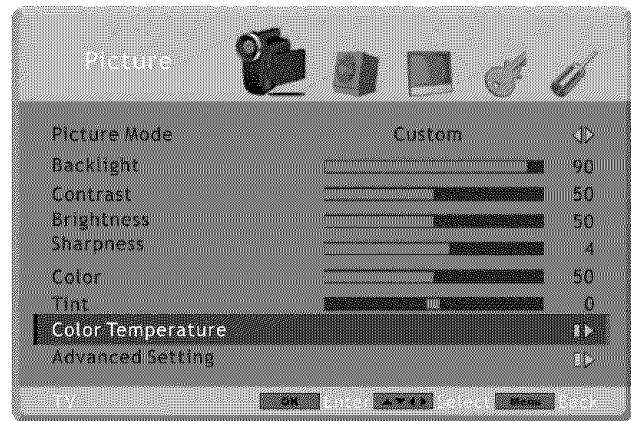 Picture
Picture Mode Custom
Backlight 90
Contrast 50
Brightness 50
Sharpness 4
Color 50
Tint 0
Color Temperature
Advanced Setting
TV OK Enter Select Menu Back